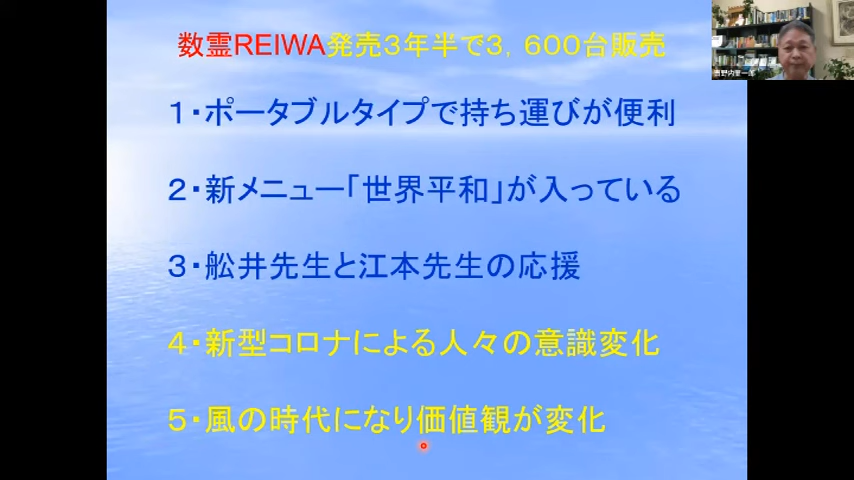 数霊REIWA発売3年半で3,600台販売
1・ポータブルタイプで持ち運びが便利
2・新メニュー「世界平和」が入っている
3・舩井先生と江本先生の応援
4・新型コロナによる人々の意識変化
5・風の時代になり価値観が変化